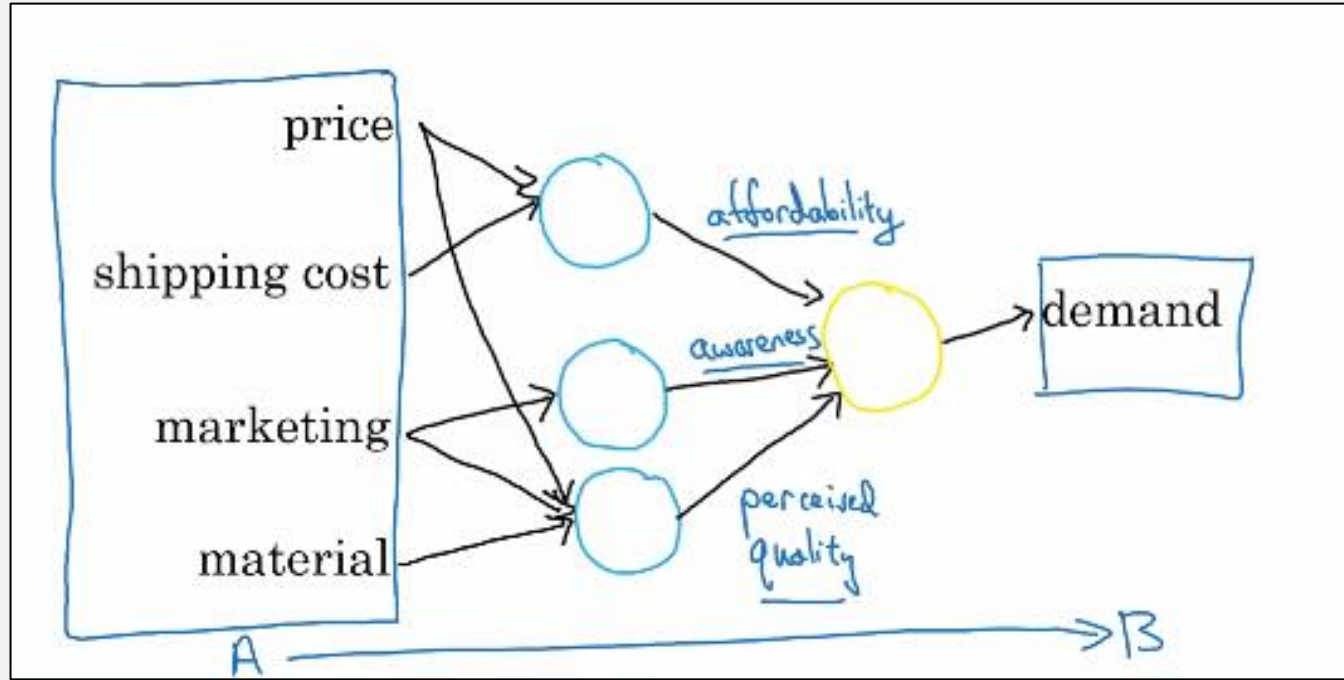 price
affordability
shipping cost
demand
awareness
marketing
perceived
quality
material
A
B